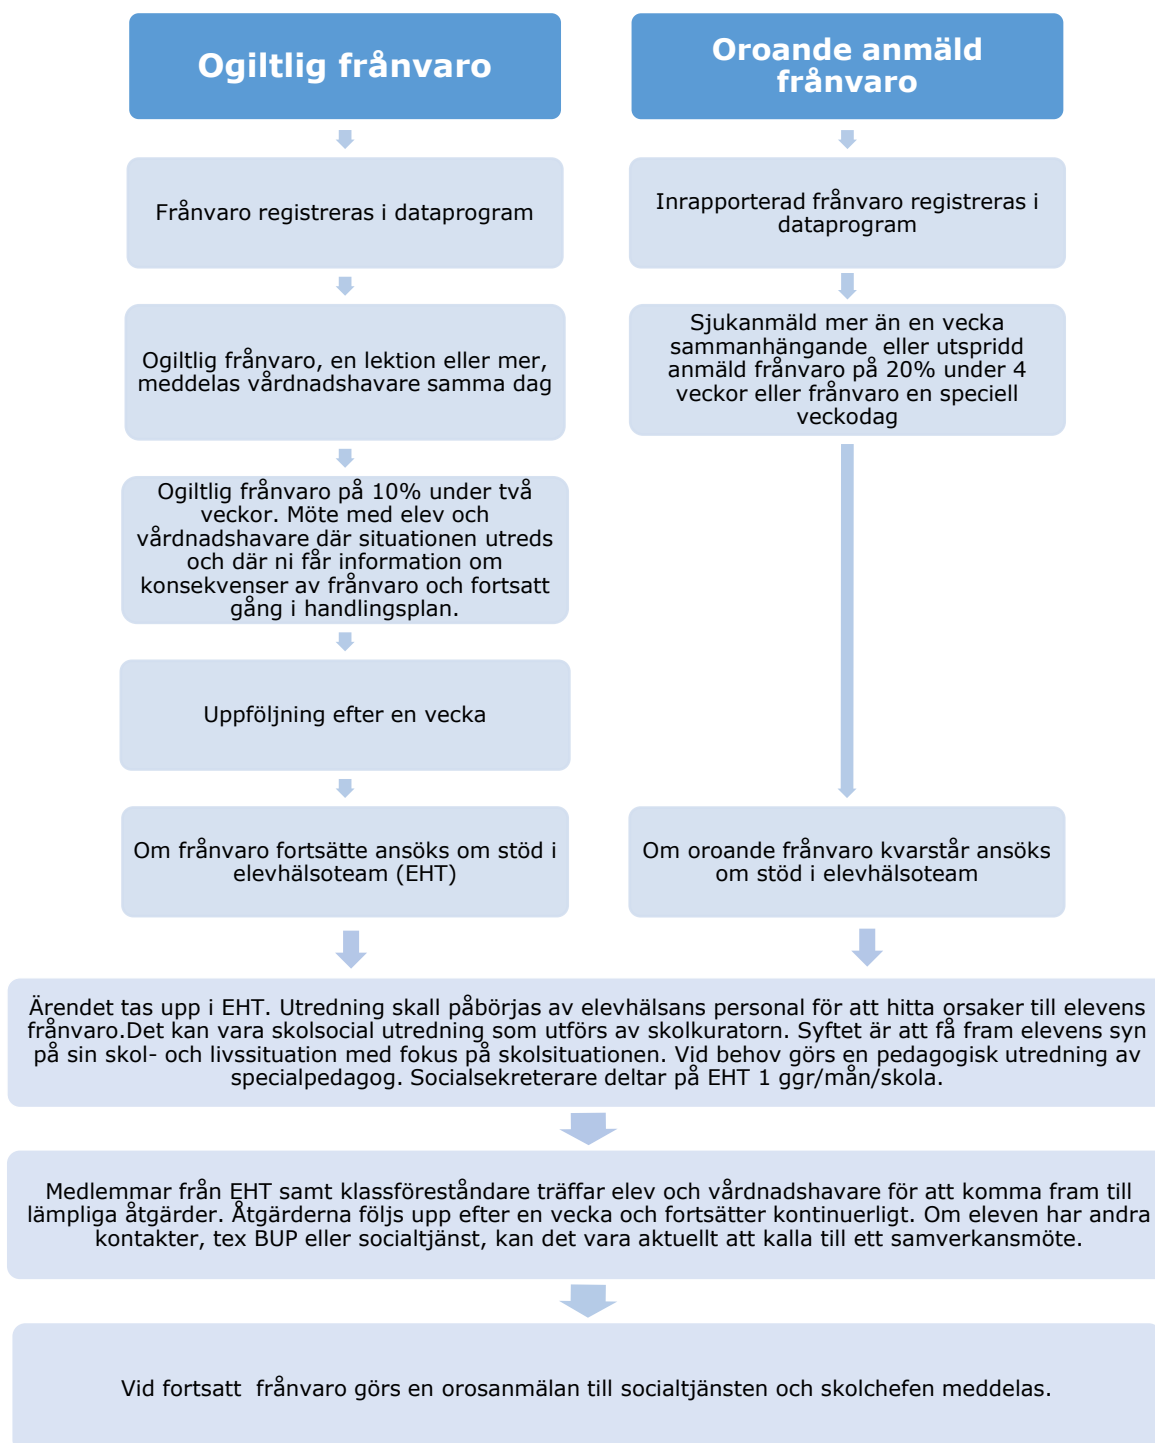 Ogiltlig frånvaro
Frånvaro registreras i dataprogram
Ogiltlig frånvaro, en lektion eller mer,
meddelas vårdnadshavare samma dag
Ogiltlig frånvaro på 10% under två
veckor. Möte med elev och
vårdnadshavare där situationen utreds
och där ni får information om
konsekvenser av frånvaro och fortsatt
gång i handlingsplan.
Uppföljning efter en vecka
Om frånvaro fortsätte ansöks om stöd i
elevhälsoteam (EHT)
Oroande anmäld
frånvaro
Inrapporterad frånvaro registreras i
dataprogram
Sjukanmäld mer än en vecka
sammanhängande  eller utspridd
anmäld frånvaro på 20% under 4
veckor eller frånvaro en speciell
veckodag
Om oroande frånvaro kvarstår ansöks
om stöd i elevhälsoteam
Ärendet tas upp i EHT. Utredning skall påbörjas av elevhälsans personal för att hitta orsaker till elevens
frånvaro.Det kan vara skolsocial utredning som utförs av skolkuratorn. Syftet är att få fram elevens syn
på sin skol- och livssituation med fokus på skolsituationen. Vid behov görs en pedagogisk utredning av
specialpedagog. Socialsekreterare deltar på EHT 1 ggr/mån/skola.
Medlemmar från EHT samt klassföreståndare träffar elev och vårdnadshavare för att komma fram till
lämpliga åtgärder. Åtgärderna följs upp efter en vecka och fortsätter kontinuerligt. Om eleven har andra
kontakter, tex BUP eller socialtjänst, kan det vara aktuellt att kalla till ett samverkansmöte.
Vid fortsatt  frånvaro görs en orosanmälan till socialtjänsten och skolchefen meddelas.